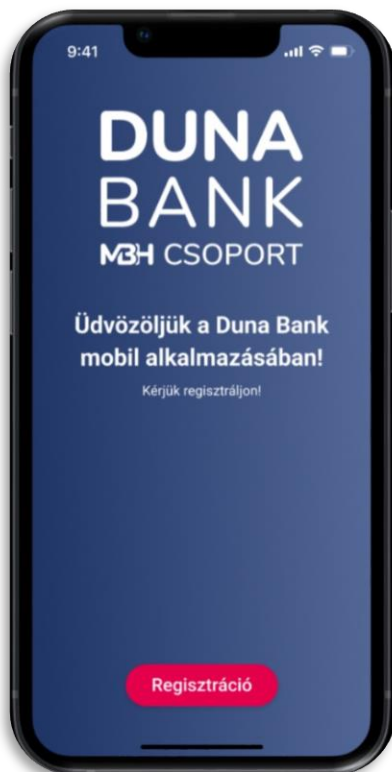 9:41
DUNA
BANK
MBH CSOPORT
Üdvözöljük a Duna Bank
mobil alkalmazásában!
Kérjük regisztráljon!
Regisztráció